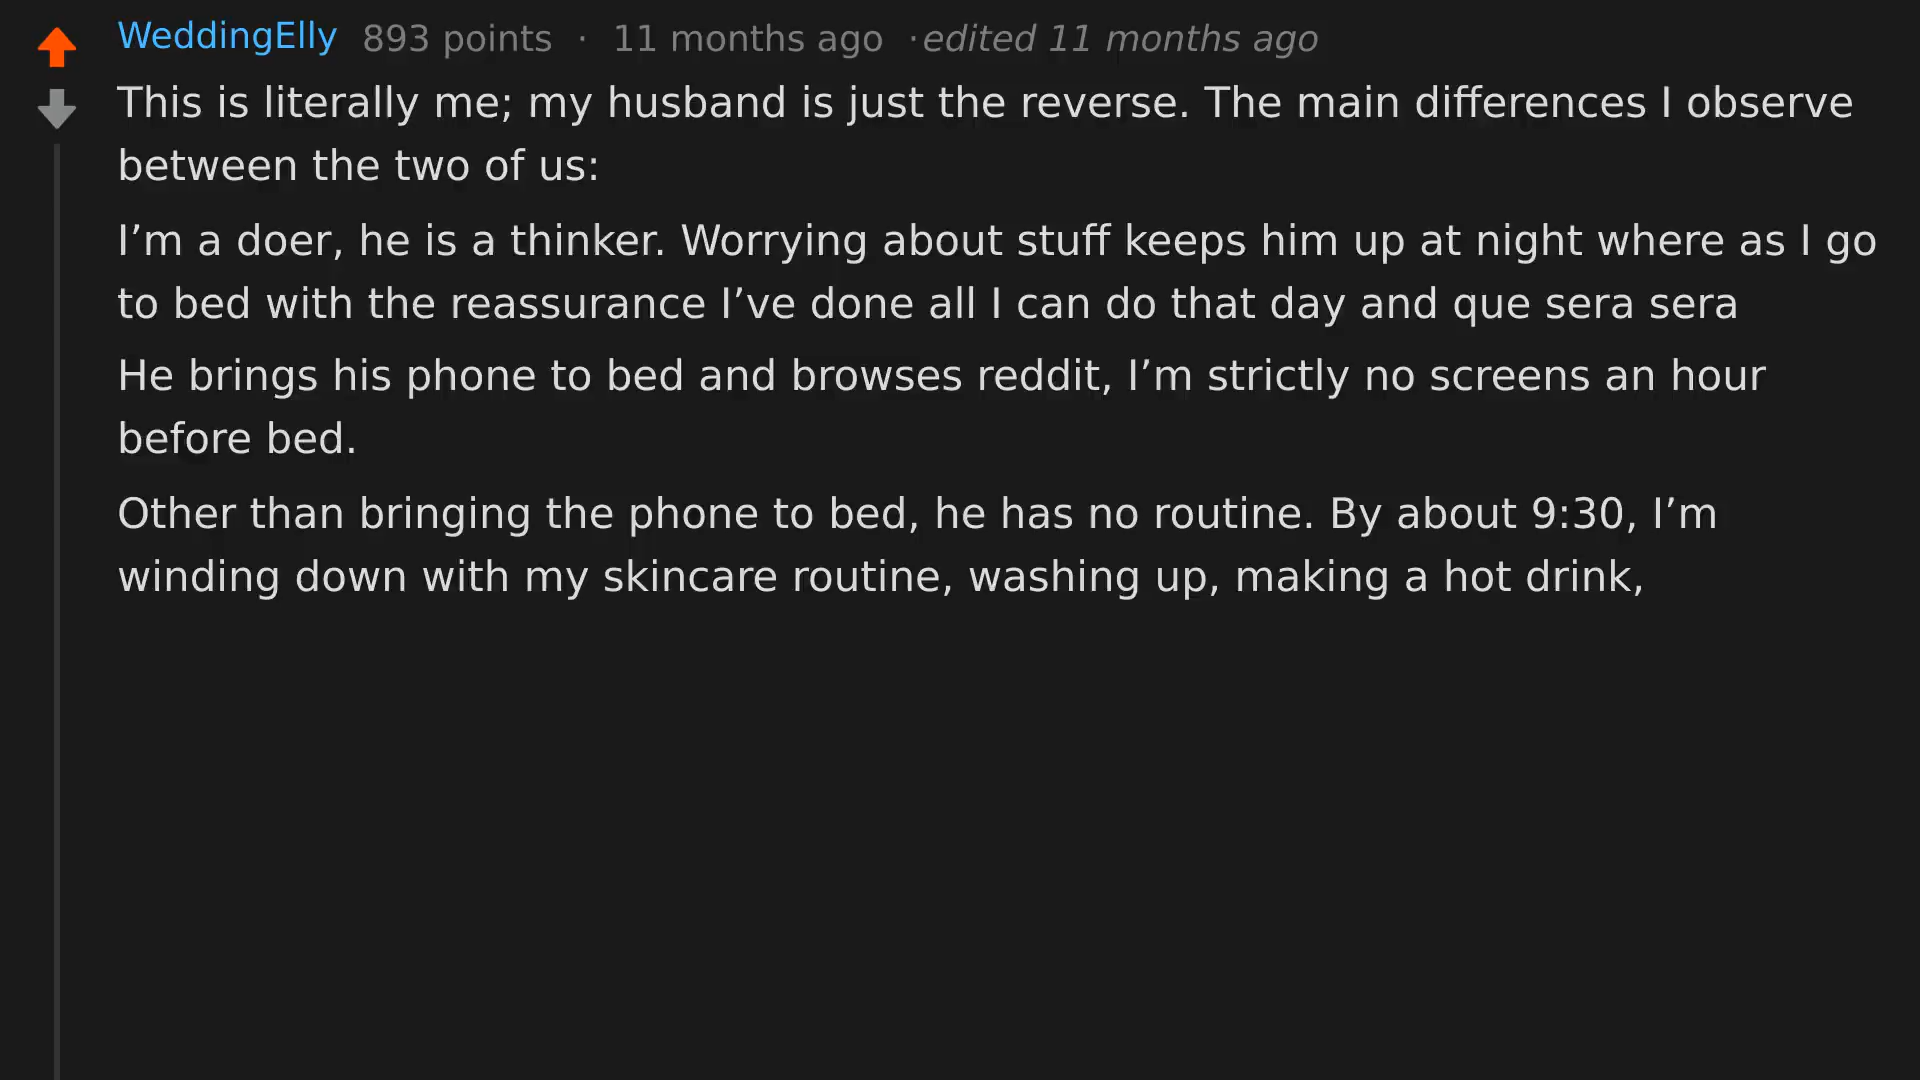 WeddingElly 893 points · 11 months ago ·edited 11 months ago
This is literally me; my husband is just the reverse. The main differences I observe
between the two of us:
I’m a doer, he is a thinker. Worrying about stuff keeps him up at night where as I go
to bed with the reassurance I’ve done all I can do that day and que sera sera
He brings his phone to bed and browses reddit, I’m strictly no screens an hour
before bed.
Other than bringing the phone to bed, he has no routine. By about 9:30, I’m
winding down with my skincare routine, washing up, making a hot drink,